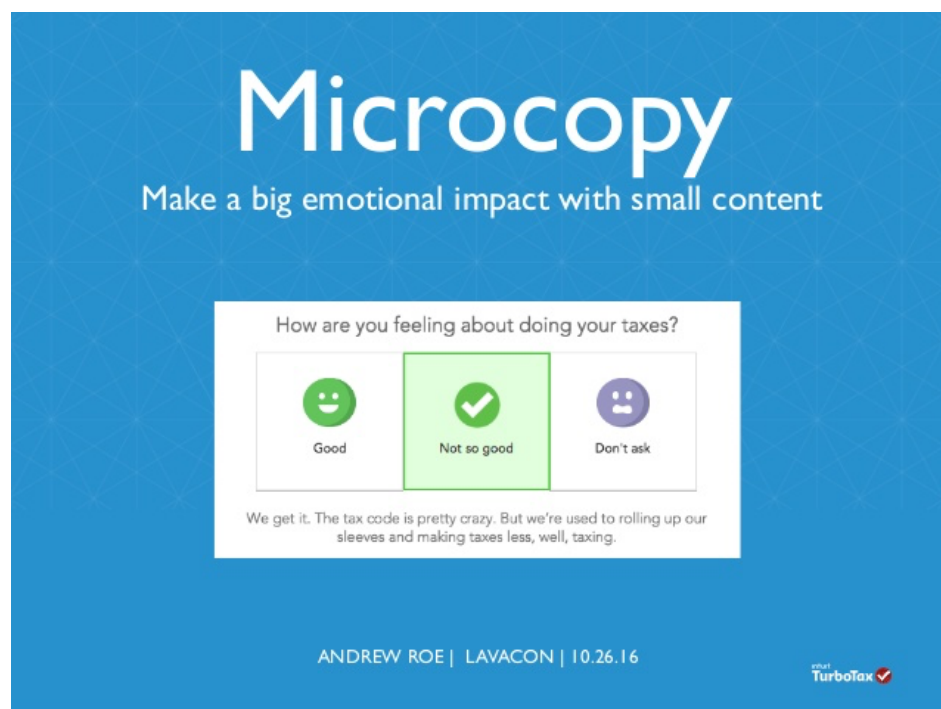 Microcopy
Make a big emotional impact with small content
How are you feeling about doing your taxes?
Good
Not so good
Don't ask
We get it. The tax code is pretty crazy. But we're used to rolling up our
sleeves and making taxes less, well, taxing.
ANDREW ROE | LAVACON | 10.26.16
intuit
TurboTax